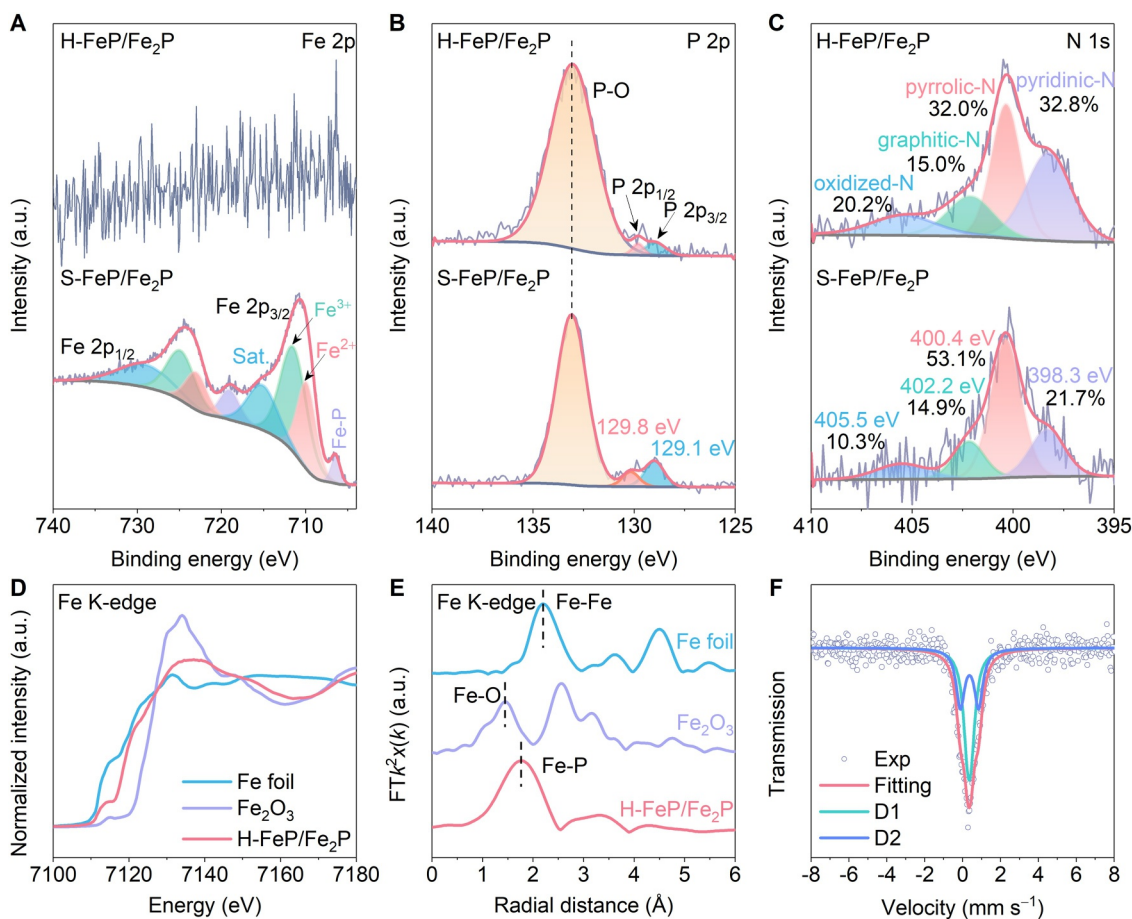 A
H-FeP/Fe₂P
Fe 2p
S-FeP/Fe₂P
Fe 2p₁/₂
Fe 2p₃/₂
Fe³⁺
Fe²⁺
Sat.
Fe-P
Intensity (a.u.)
740 730 720 710
Binding energy (eV)
B
H-FeP/Fe₂P
P 2p
P-O
P 2p₁/₂
P 2p₃/₂
S-FeP/Fe₂P
129.8 eV
129.1 eV
Intensity (a.u.)
140 135 130 125
Binding energy (eV)
C
H-FeP/Fe₂P
N 1s
pyrrolic-N
32.0%
pyridinic-N
32.8%
graphitic-N
15.0%
oxidized-N
20.2%
S-FeP/Fe₂P
400.4 eV
53.1%
402.2 eV
14.9%
398.3 eV
21.7%
405.5 eV
10.3%
Intensity (a.u.)
410 405 400 395
Binding energy (eV)
D
Fe K-edge
Fe foil
Fe₂O₃
H-FeP/Fe₂P
Normalized intensity (a.u.)
7100 7120 7140 7160 7180
Energy (eV)
E
Fe K-edge
Fe-Fe
Fe foil
Fe-O
Fe₂O₃
Fe-P
H-FeP/Fe₂P
FTk²x(k) (a.u.)
0 1 2 3 4 5 6
Radial distance (Å)
F
Exp
Fitting
D1
D2
Transmission
-8 -6 -4 -2 0 2 4 6 8
Velocity (mm s⁻¹)